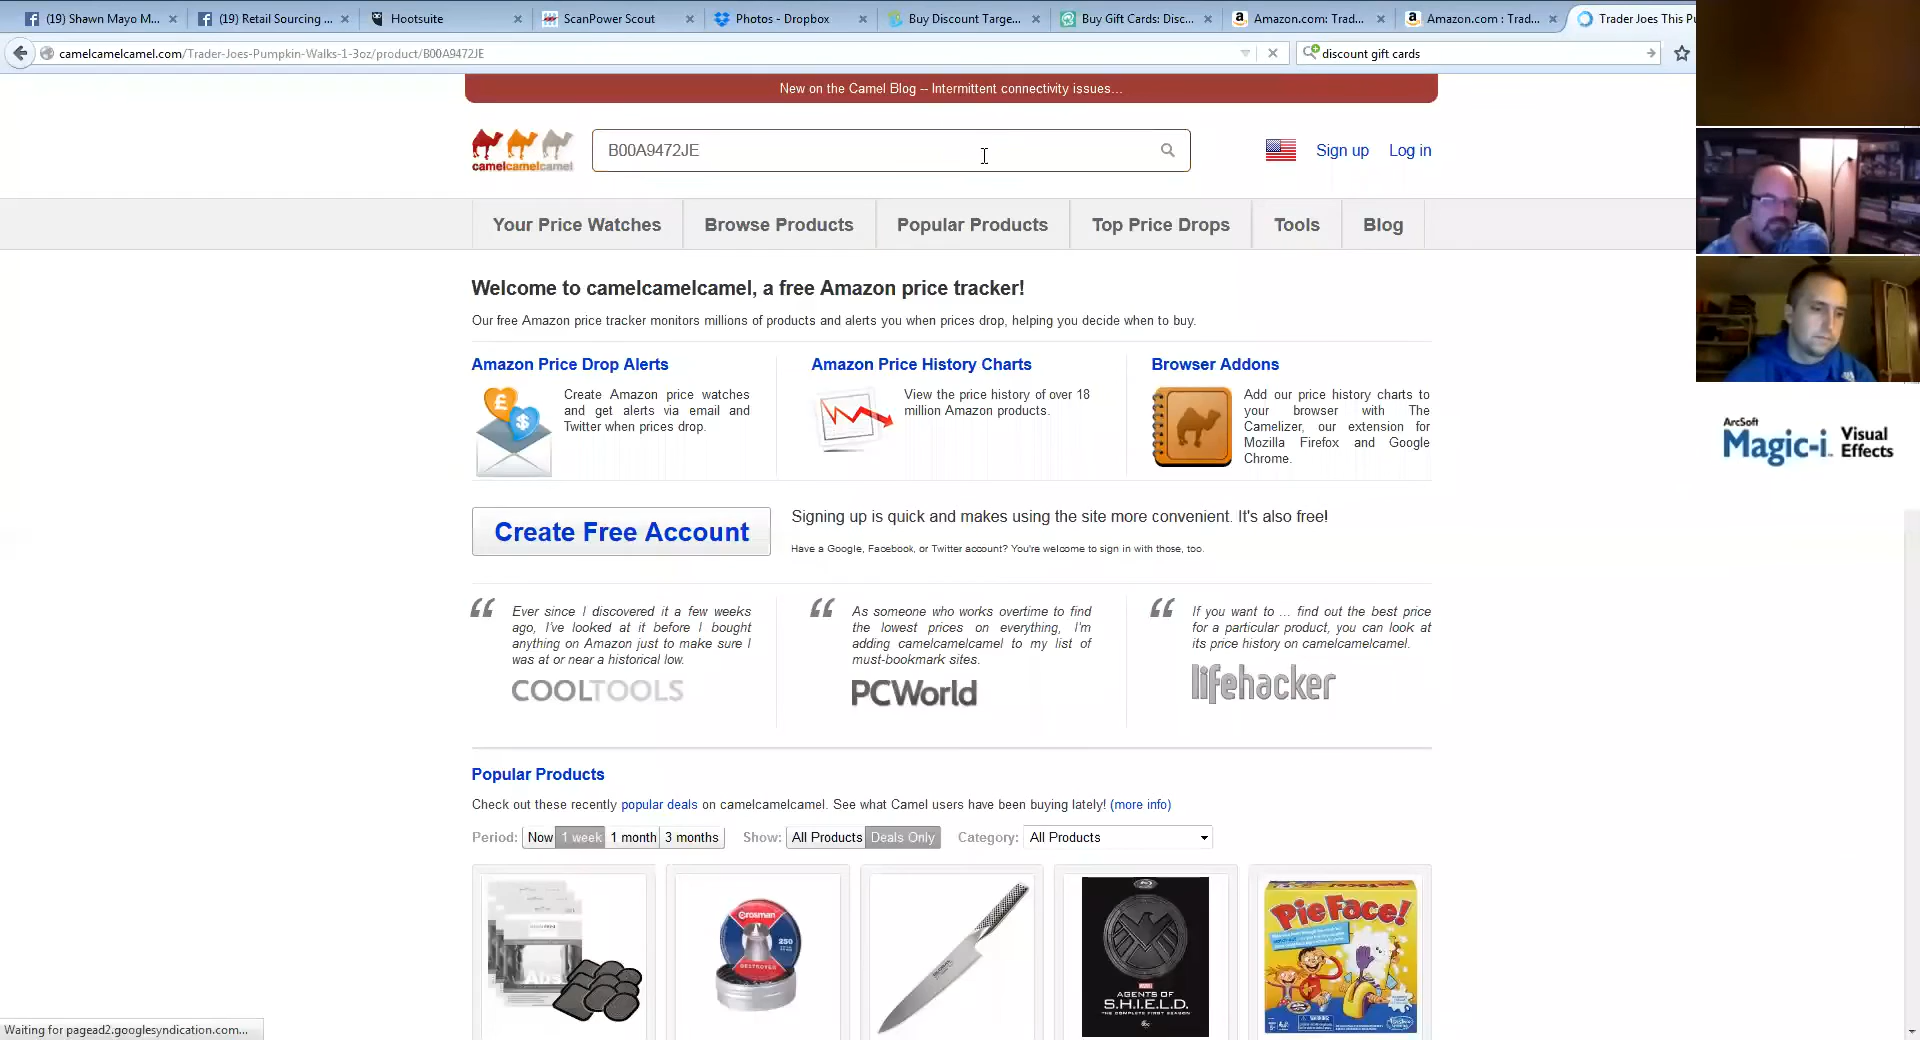 (19) Shawn Mayo M...
(19) Retail Sourcing ...
Hootsuite
ScanPower Scout
Photos - Dropbox
Buy Discount Targe...
Buy Gift Cards: Disc...
Amazon.com: Trad...
Amazon.com : Trad...
Trader Joes This Pu
camelcamelcamel.com/Trader-Joes-Pumpkin-Walks-1-3oz/product/B00A9472JE
discount gift cards
New on the Camel Blog -- Intermittent connectivity issues...
camelcamelcamel
B00A9472JE
Sign up
Log in
Your Price Watches
Browse Products
Popular Products
Top Price Drops
Tools
Blog
Welcome to camelcamelcamel, a free Amazon price tracker!
Our free Amazon price tracker monitors millions of products and alerts you when prices drop, helping you decide when to buy.
Amazon Price Drop Alerts
Create Amazon price watches
and get alerts via email and
Twitter when prices drop.
Amazon Price History Charts
View the price history of over 18
million Amazon products.
Browser Addons
Add our price history charts to
your browser with The
Camelizer, our extension for
Mozilla Firefox and Google
Chrome.
ArcSoft
Magic-i Visual
Effects
Create Free Account
Signing up is quick and makes using the site more convenient. It's also free!
Have a Google, Facebook, or Twitter account? You're welcome to sign in with those, too.
Ever since I discovered it a few weeks
ago, I've looked at it before I bought
anything on Amazon just to make sure I
was at or near a historical low.
COOLTOOLS
As someone who works overtime to find
the lowest prices on everything, I'm
adding camelcamelcamel to my list of
must-bookmark sites.
PCWorld
If you want to ... find out the best price
for a particular product, you can look at
its price history on camelcamelcamel.
lifehacker
Popular Products
Check out these recently popular deals on camelcamelcamel. See what Camel users have been buying lately! (more info)
Period: Now 1 week 1 month 3 months
Show: All Products Deals Only
Category: All Products
Abs
Crosman
250
DESTROYER
MARVEL
AGENTS OF
S.H.I.E.L.D.
THE COMPLETE FIRST SEASON
abc
Pie Face!
Waiting for pagead2.googlesyndication.com...